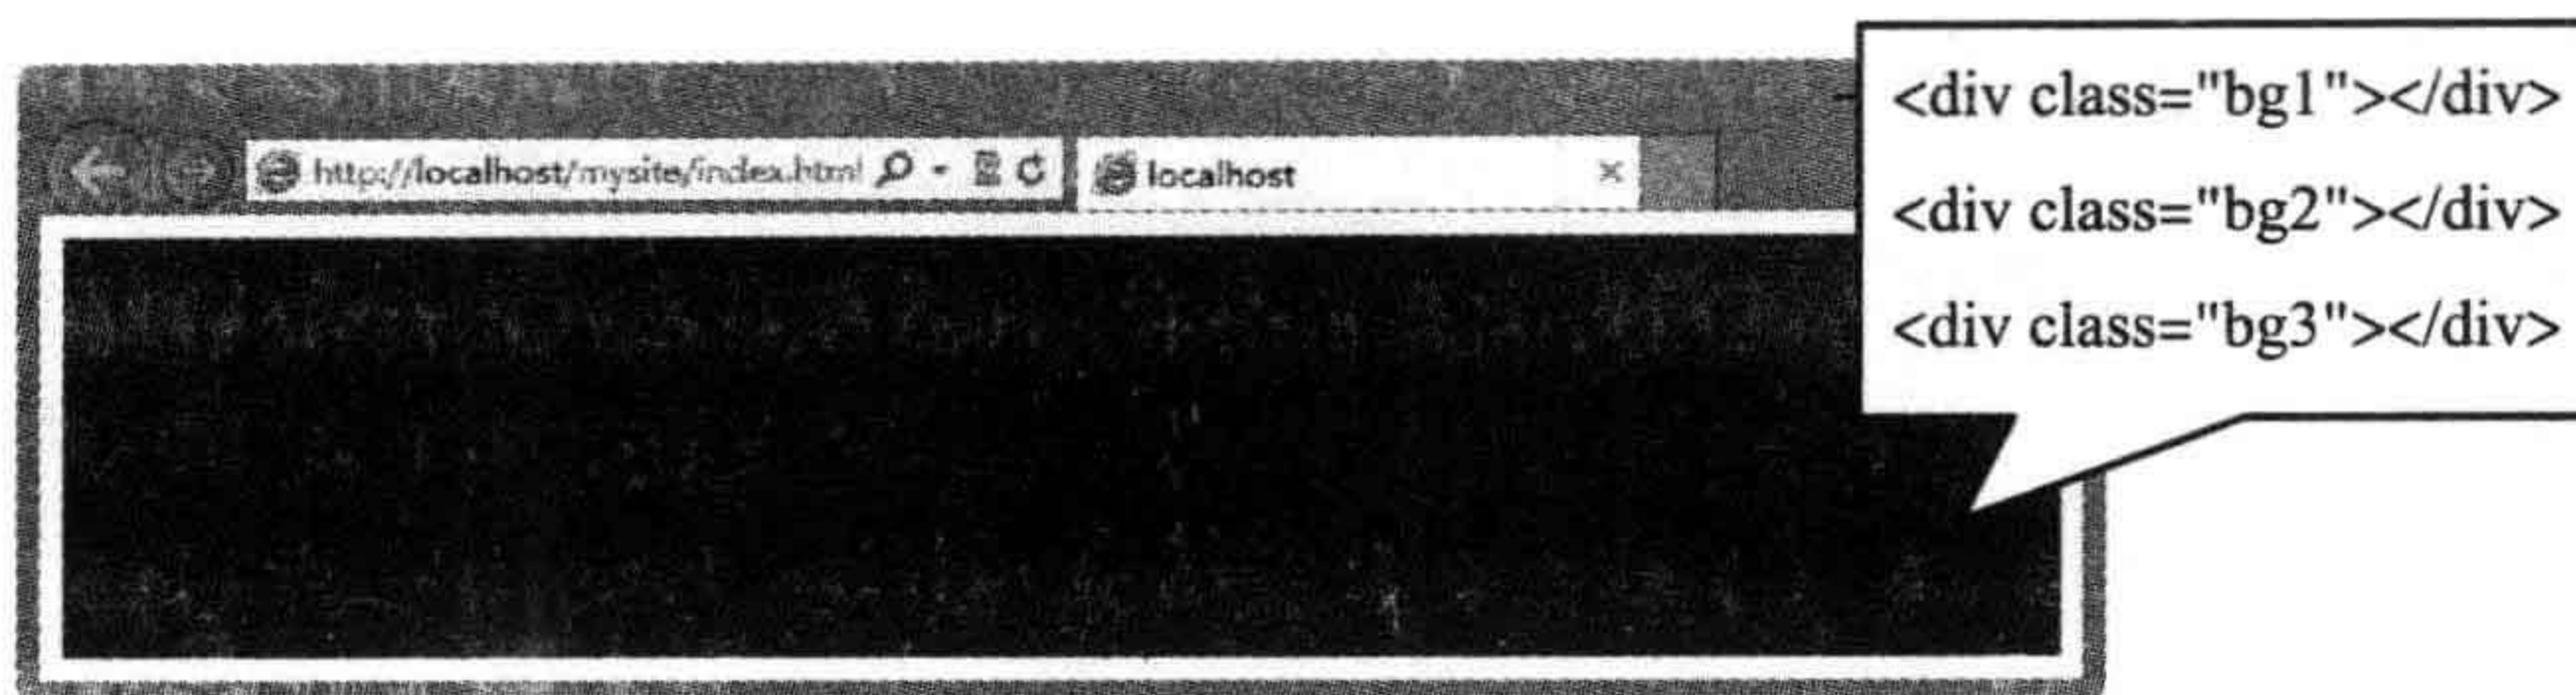 http://localhost/mysite/index.html
localhost
<div class="bg1"></div>
<div class="bg2"></div>
<div class="bg3"></div>